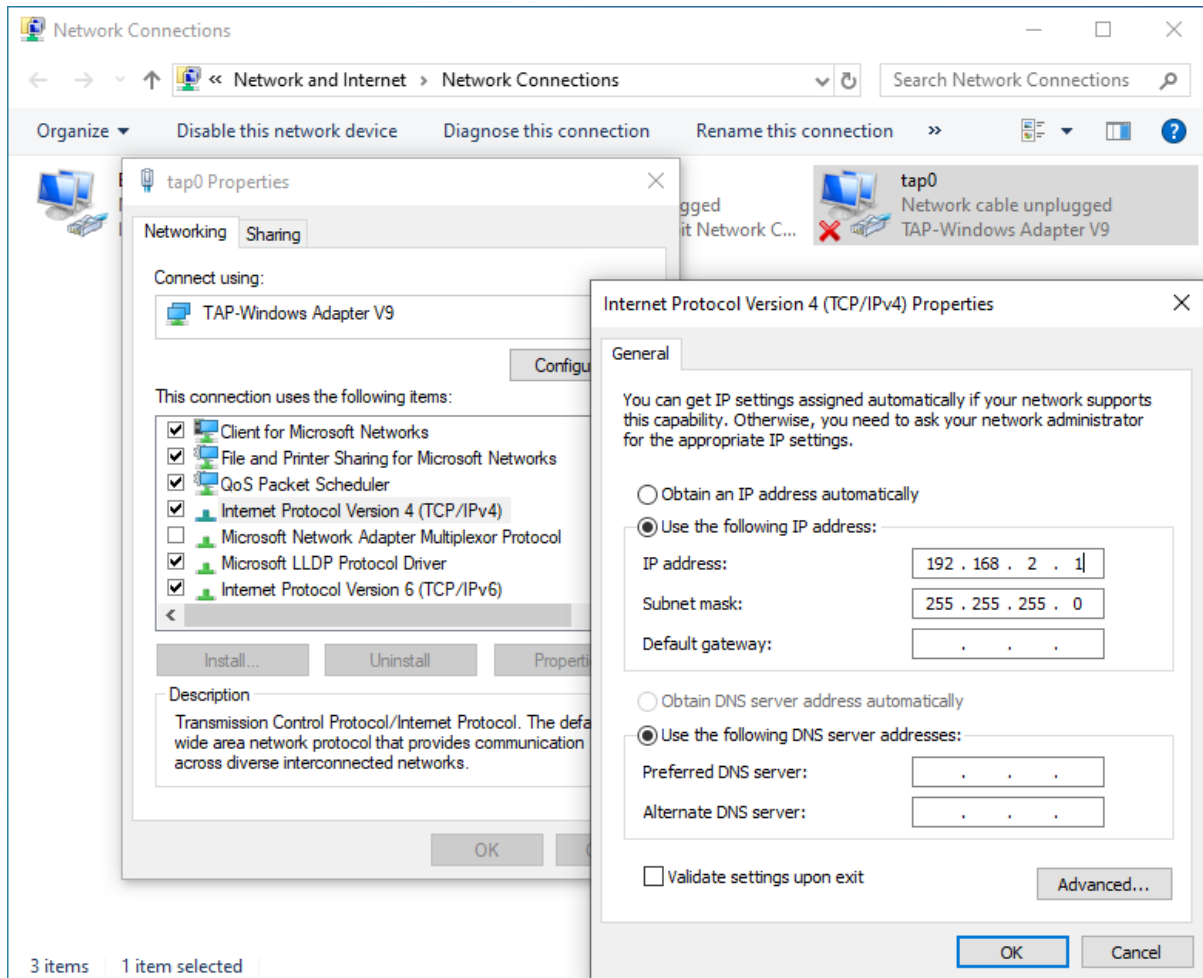 Network Connections
« Network and Internet › Network Connections
Search Network Connections
Organize
Disable this network device
Diagnose this connection
Rename this connection
»
tap0
Network cable unplugged
TAP-Windows Adapter V9
gged
it Network C...
tap0 Properties
Networking
Sharing
Connect using:
TAP-Windows Adapter V9
Configu
This connection uses the following items:
Client for Microsoft Networks
File and Printer Sharing for Microsoft Networks
QoS Packet Scheduler
Internet Protocol Version 4 (TCP/IPv4)
Microsoft Network Adapter Multiplexor Protocol
Microsoft LLDP Protocol Driver
Internet Protocol Version 6 (TCP/IPv6)
Install...
Uninstall
Properti
Description
Transmission Control Protocol/Internet Protocol. The defa
wide area network protocol that provides communication
across diverse interconnected networks.
OK
Internet Protocol Version 4 (TCP/IPv4) Properties
General
You can get IP settings assigned automatically if your network supports
this capability. Otherwise, you need to ask your network administrator
for the appropriate IP settings.
Obtain an IP address automatically
Use the following IP address:
IP address: 192 . 168 . 2 . 1
Subnet mask: 255 . 255 . 255 . 0
Default gateway: . . .
Obtain DNS server address automatically
Use the following DNS server addresses:
Preferred DNS server: . . .
Alternate DNS server: . . .
Validate settings upon exit
Advanced...
OK
Cancel
3 items
1 item selected